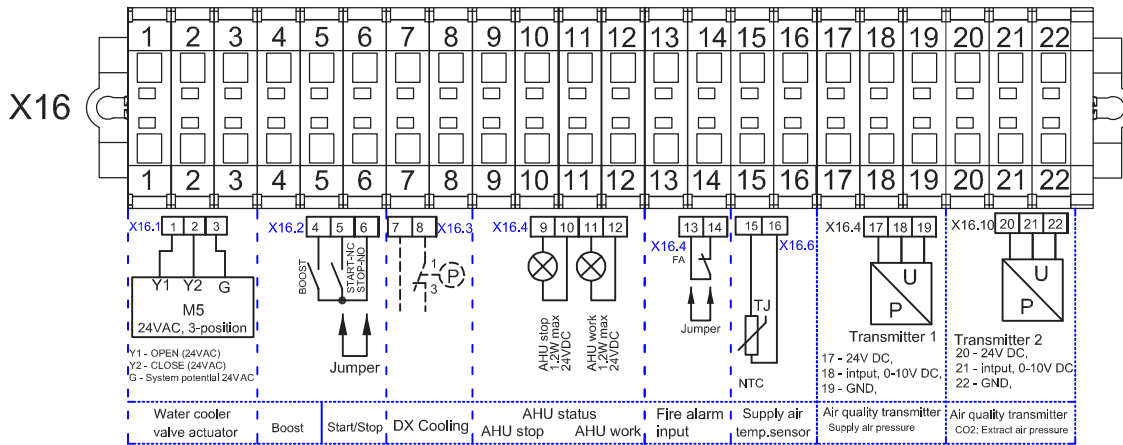 1 2 3 4 5 6 7 8 9 10 11 12 13 14 15 16 17 18 19 20 21 22
X16
1 2 3 4 5 6 7 8 9 10 11 12 13 14 15 16 17 18 19 20 21 22
X16.1 1 2 3
Y1 Y2 G
M5
24VAC, 3-position
Y1 - OPEN (24VAC)
Y2 - CLOSE (24VAC)
G - System potential 24VAC
Water cooler
valve actuator
X16.2 4 5 6
BOOST
START-NC
STOP-NO
Jumper
Boost
Start/Stop
7 8 X16.3
1
3
P
DX Cooling
X16.4 9 10 11 12
AHU stop
1.2W max
24VDC
AHU work
1.2W max
24VDC
AHU status
AHU stop AHU work
13 14
X16.4
FA
Jumper
Fire alarm
input
15 16
X16.6
TJ
NTC
Supply air
temp.sensor
X16.4 17 18 19
U
P
Transmitter 1
17 - 24V DC,
18 - intput, 0-10V DC,
19 - GND,
Air quality transmitter
Supply air pressure
X16.10 20 21 22
U
P
Transmitter 2
20 - 24V DC,
21 - intput, 0-10V DC
22 - GND,
Air quality transmitter
CO2; Extract air pressure